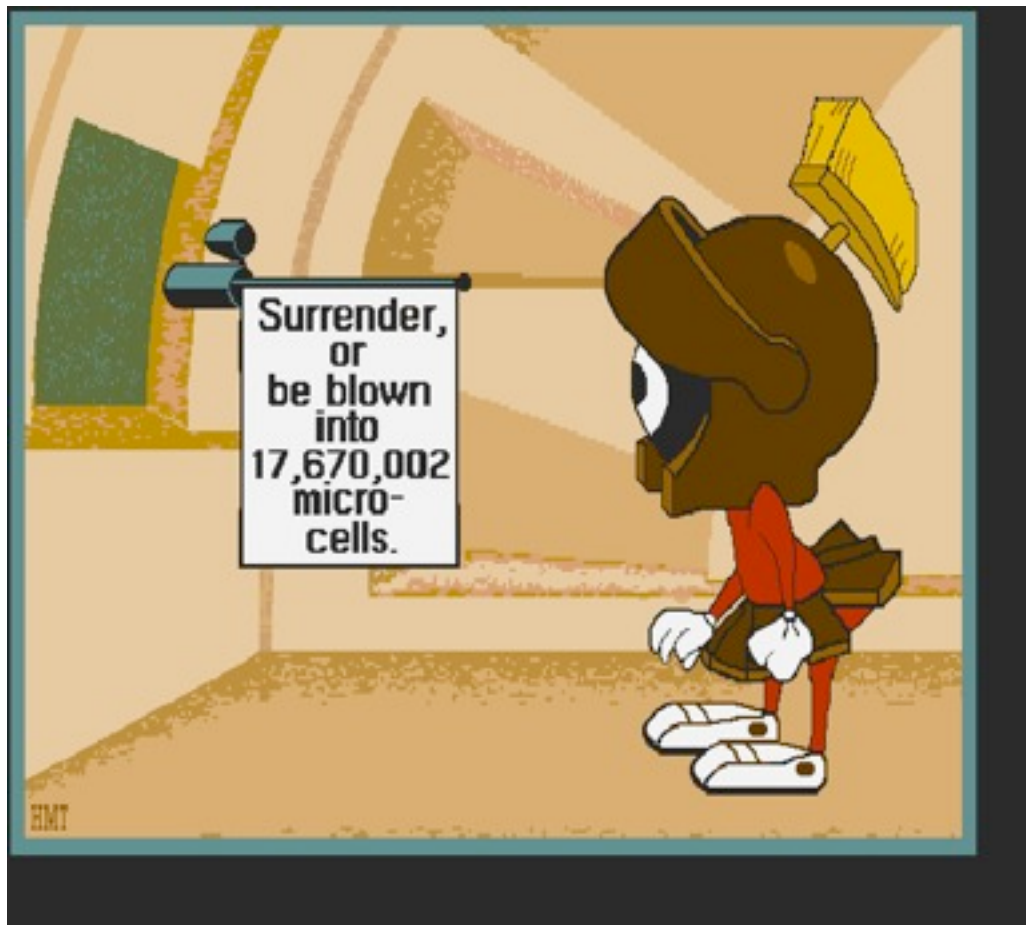 Surrender,
or
be blown
into
17,670,002
micro-
cells.
HMT